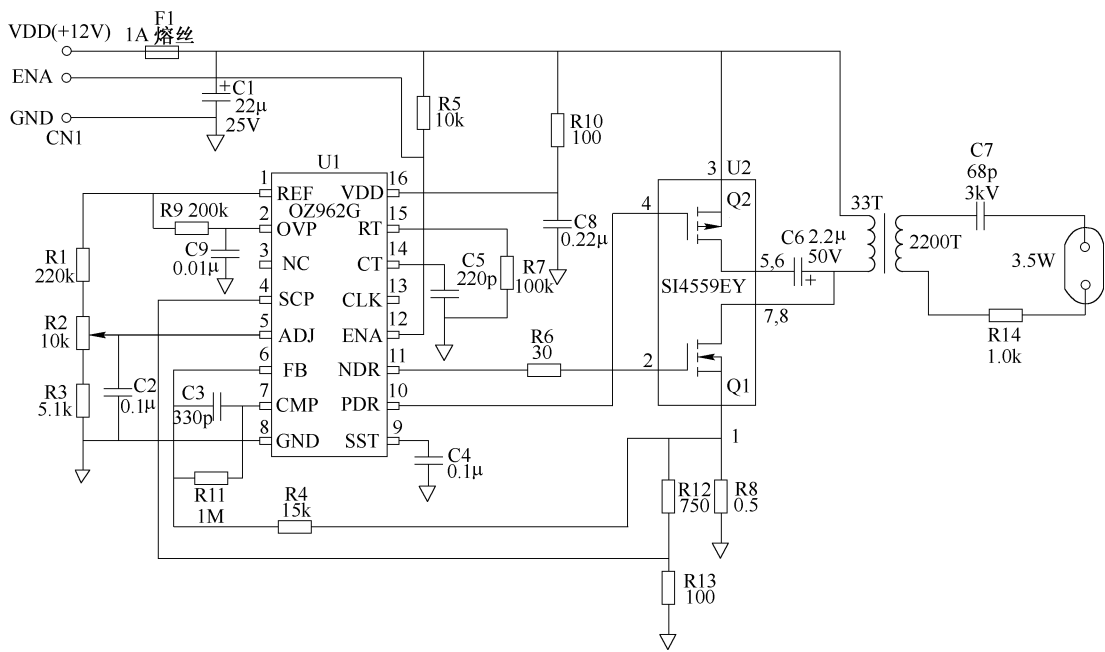 F1
VDD(+12V)
1A 熔丝
ENA
GND
CN1
C1
+
22μ
25V
R5
10k
R10
100
U1
1
REF
VDD
16
OZ962G
R9 200k
2
OVP
RT
15
C9
0.01μ
3
NC
CT
14
4
SCP
CLK
13
5
ADJ
ENA
12
6
FB
NDR
11
7
CMP
PDR
10
8
GND
SST
9
R1
220k
R2
10k
R3
5.1k
C2
0.1μ
C3
330p
R11
1M
R4
15k
C4
0.1μ
C5
220p
R7
100k
C8
0.22μ
R6
30
3
U2
Q2
4
SI4559EY
5,6
7,8
2
Q1
1
C6
2.2μ
50V
+
33T
2200T
C7
68p
3kV
3.5W
R14
1.0k
R12
750
R8
0.5
R13
100